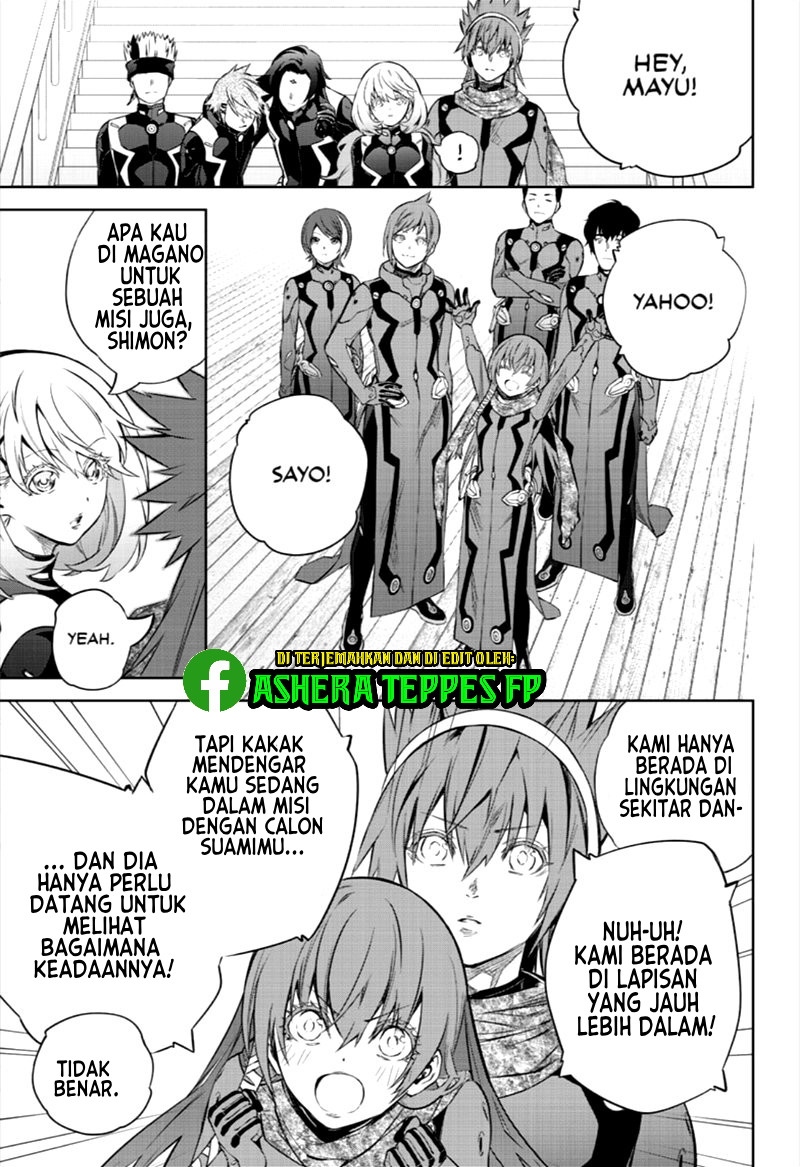 HEY,
MAYU!
!
YAHOO!
SAYO!
APA KAU
DI MAGANO
UNTUK
SEBUAH
MISI JUGA,
SHIMON?
YEAH.
DI TERJEMAHKAN DAN DI EDIT OLEH:
ASHERA TEPPES FP
KAMI HANYA
BERADA DI
LINGKUNGAN
SEKITAR DAN-
NUH-UH!
KAMI BERADA
DI LAPISAN
YANG JAUH
LEBIH DALAM!
TAPI KAKAK
MENDENGAR
KAMU SEDANG
DALAM MISI
DENGAN CALON
SUAMIMU...
... DAN DIA
HANYA PERLU
DATANG UNTUK
MELIHAT
BAGAIMANA
KEADAANNYA!
TIDAK
BENAR.